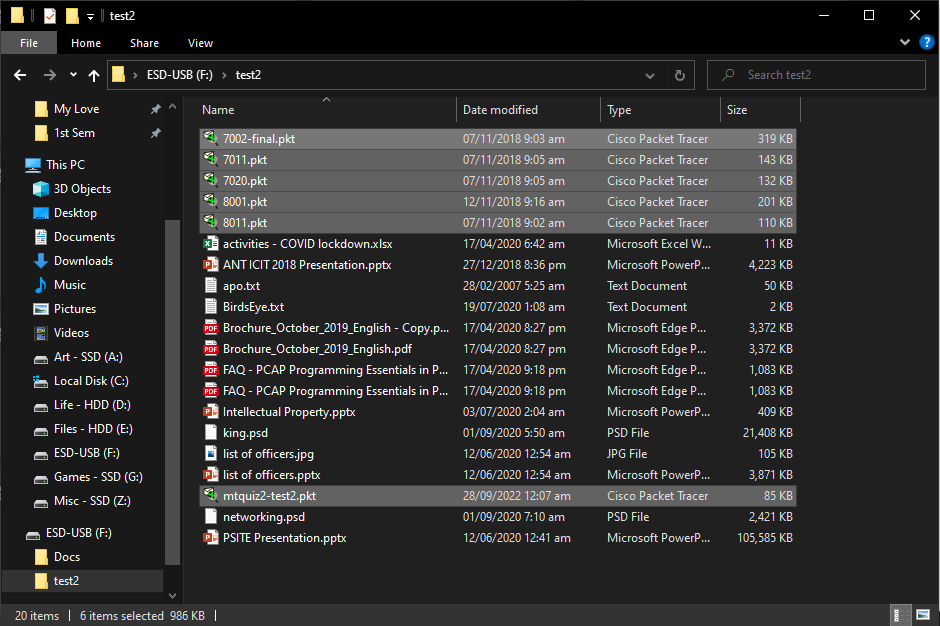 test2
File Home Share View
ESD-USB (F:) test2 Search test2
My Love
1st Sem
This PC
3D Objects
Desktop
Documents
Downloads
Music
Pictures
Videos
Art - SSD (A:)
Local Disk (C:)
Life - HDD (D:)
Files - HDD (E:)
ESD-USB (F:)
Games - SSD (G:)
Misc - SSD (Z:)
ESD-USB (F:)
Docs
test2
Name Date modified Type Size
7002-final.pkt 07/11/2018 9:03 am Cisco Packet Tracer 319 KB
7011.pkt 07/11/2018 9:05 am Cisco Packet Tracer 143 KB
7020.pkt 07/11/2018 9:05 am Cisco Packet Tracer 132 KB
8001.pkt 12/11/2018 9:16 am Cisco Packet Tracer 201 KB
8011.pkt 07/11/2018 9:02 am Cisco Packet Tracer 110 KB
activities - COVID lockdown.xlsx 17/04/2020 6:42 am Microsoft Excel W... 11 KB
ANT ICIT 2018 Presentation.pptx 27/12/2018 8:36 pm Microsoft PowerP... 4,223 KB
apo.txt 28/02/2007 5:25 am Text Document 50 KB
BirdsEye.txt 19/07/2020 1:08 am Text Document 2 KB
PDF Brochure_October_2019_English - Copy.p... 17/04/2020 8:27 pm Microsoft Edge P... 3,372 KB
PDF Brochure_October_2019_English.pdf 17/04/2020 8:27 pm Microsoft Edge P... 3,372 KB
PDF FAQ - PCAP Programming Essentials in P... 17/04/2020 9:18 pm Microsoft Edge P... 1,083 KB
PDF FAQ - PCAP Programming Essentials in P... 17/04/2020 9:18 pm Microsoft Edge P... 1,083 KB
Intellectual Property.pptx 03/07/2020 2:04 am Microsoft PowerP... 409 KB
king.psd 01/09/2020 5:50 am PSD File 21,408 KB
list of officers.jpg 12/06/2020 12:54 am JPG File 105 KB
list of officers.pptx 12/06/2020 12:54 am Microsoft PowerP... 3,871 KB
mtquiz2-test2.pkt 28/09/2022 12:07 am Cisco Packet Tracer 85 KB
networking.psd 01/09/2020 7:10 am PSD File 2,421 KB
PSITE Presentation.pptx 12/06/2020 12:41 am Microsoft PowerP... 105,585 KB
20 items 6 items selected 986 KB